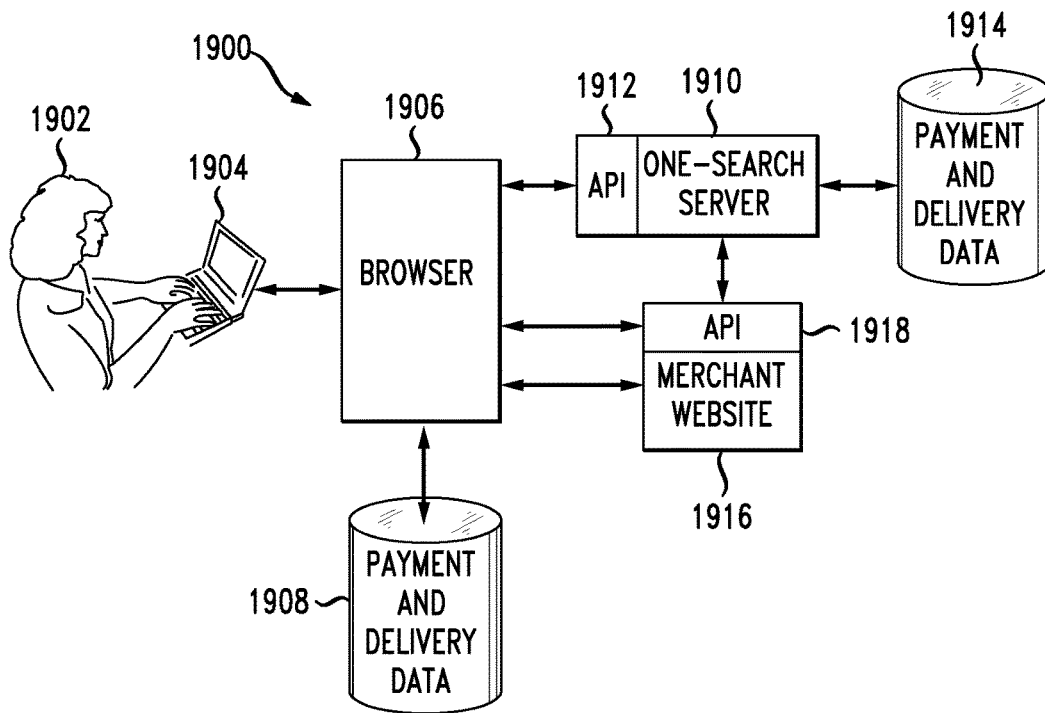 1900
1902
1904
1906
BROWSER
1912
1910
API
ONE-SEARCH
SERVER
1914
PAYMENT
AND
DELIVERY
DATA
API
1918
MERCHANT
WEBSITE
1916
1908
PAYMENT
AND
DELIVERY
DATA